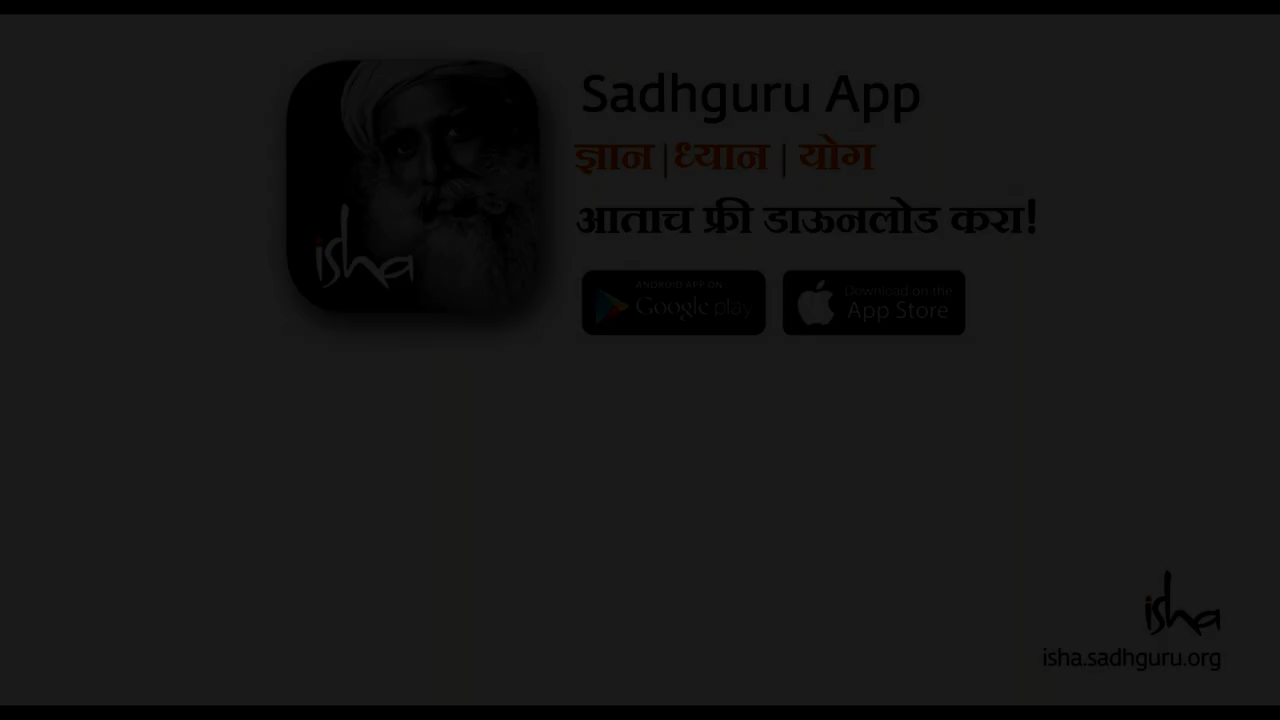 Sadhguru App
ज्ञान | ध्यान | योग
आताच फ्री डाऊनलोड करा!
isha
ANDROID APP ON
Google play
Download on the
App Store
isha
isha.sadhguru.org